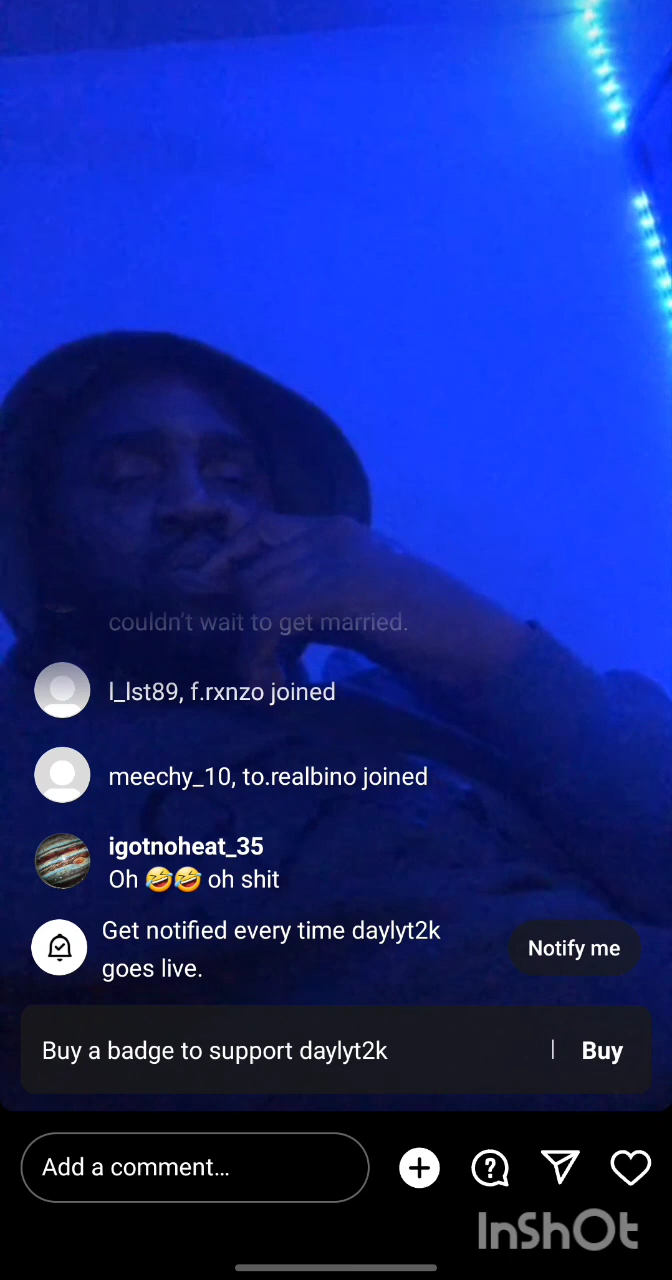 couldn't wait to get married.
l_lst89, f.rxnzo joined
meechy_10, to.realbino joined
igotnoheat_35
Oh 🤣🤣 oh shit
Get notified every time daylyt2k
goes live.
Notify me
Buy a badge to support daylyt2k
Buy
Add a comment...
InShOt